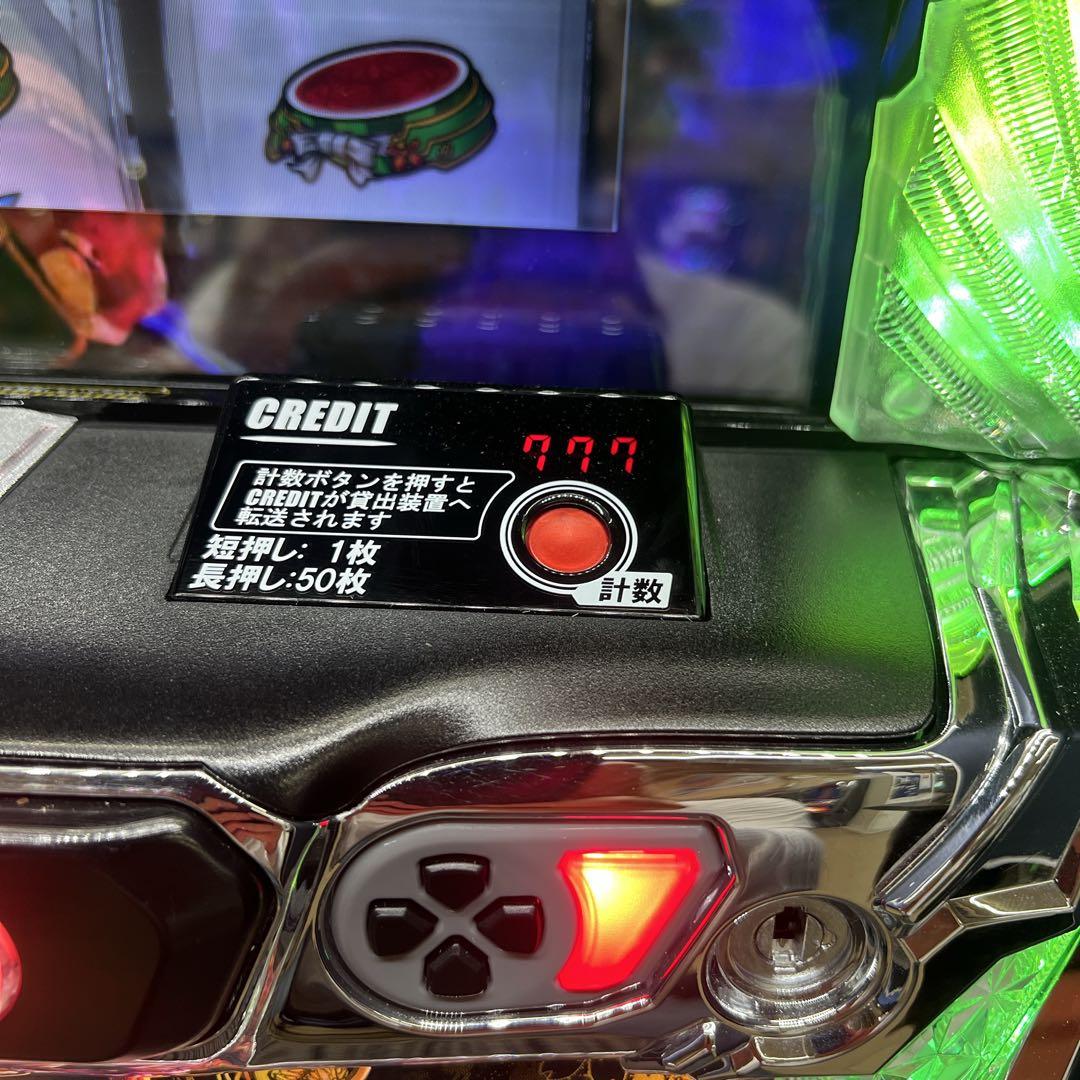 CREDIT
777
計数ボタンを押すと
CREDITが貸出装置へ
転送されます
短押し: 1枚
長押し:50枚
計数